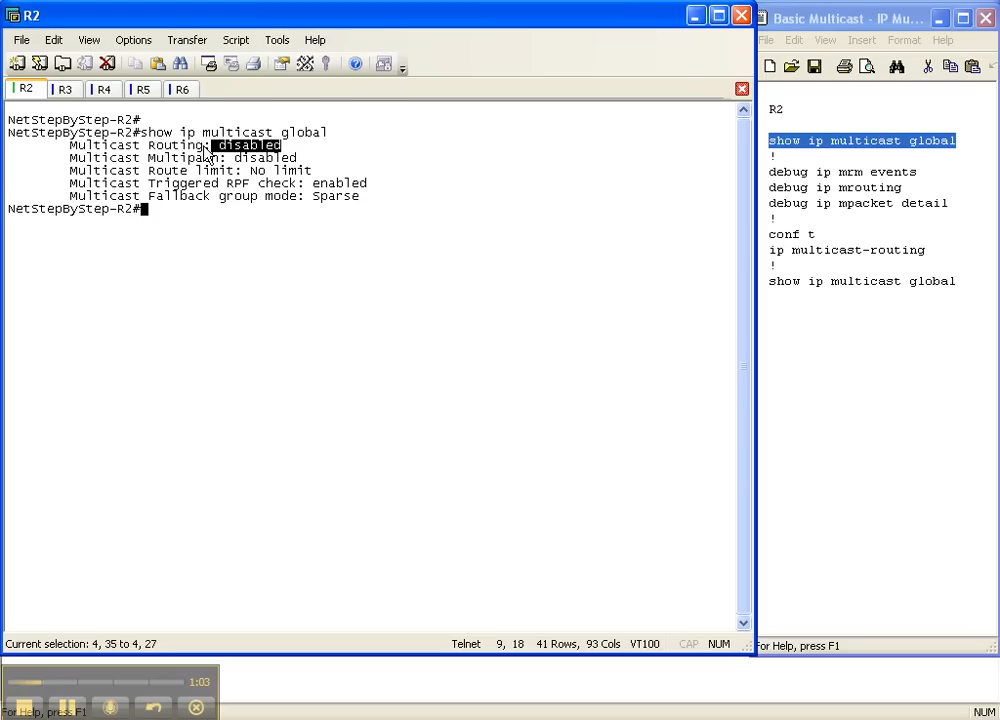 R2
File Edit View Options Transfer Script Tools Help
R2 R3 R4 R5 R6
NetStepByStep-R2#
NetStepByStep-R2#show ip multicast global
Multicast Routing: disabled
Multicast Multipath: disabled
Multicast Route limit: No limit
Multicast Triggered RPF check: enabled
Multicast Fallback group mode: Sparse
NetStepByStep-R2#
Current selection: 4, 35 to 4, 27 Telnet 9, 18 41 Rows, 93 Cols VT100 CAP NUM
Basic Multicast - IP Mu...
File Edit View Insert Format Help
R2
show ip multicast global
!
debug ip mrm events
debug ip mrouting
debug ip mpacket detail
!
conf t
ip multicast-routing
!
show ip multicast global
For Help, press F1
1:03
For Help, press F1 NUM